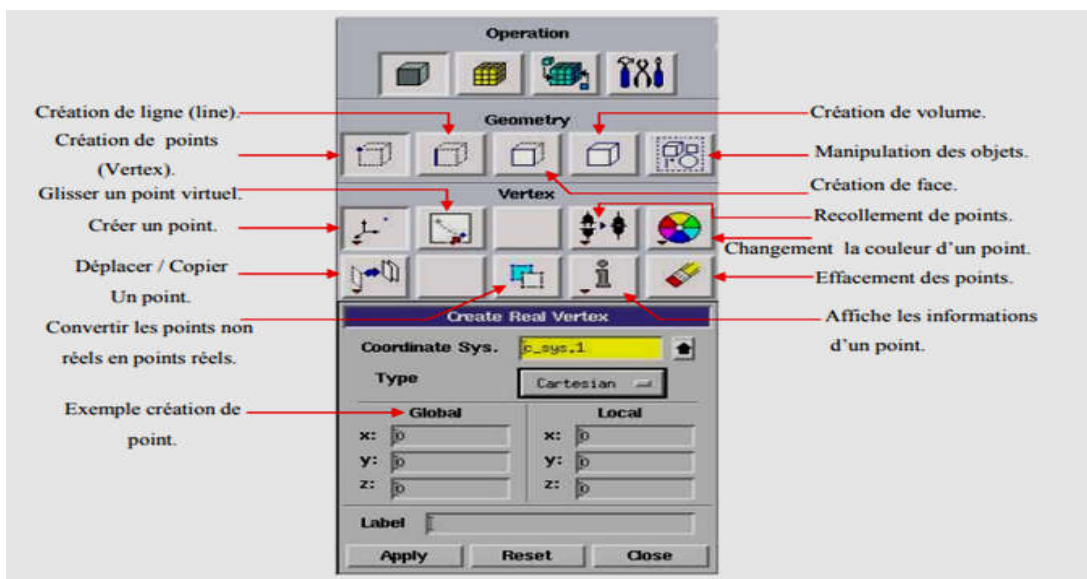 Operation
Création de ligne (line).
Geometry
Création de volume.
Création de points
(Vertex).
Manipulation des objets.
Création de face.
Glisser un point virtuel.
Vertex
Recollement de points.
Créer un point.
Changement la couleur d'un point.
Déplacer / Copier
Un point.
Effacement des points.
Convertir les points non
réels en points réels.
Affiche les informations
d'un point.
Create Real Vertex
Coordinate Sys. c_sys.1
Type Cartesian
Exemple création de
point.
Global Local
x: 0 x: 0
y: 0 y: 0
z: 0 z: 0
Label
Apply Reset Close